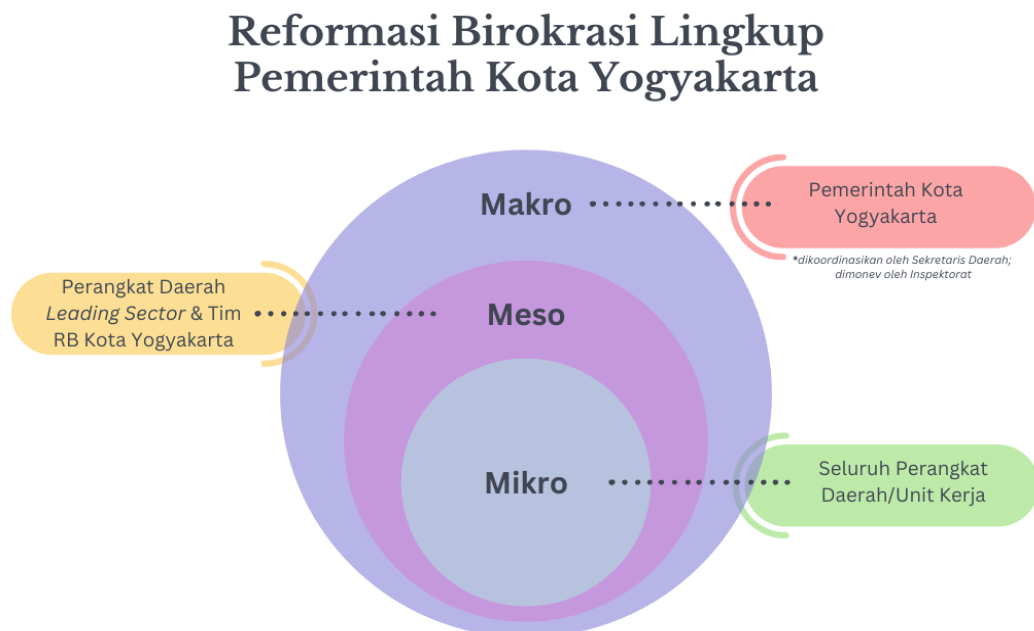 Reformasi Birokrasi Lingkup
Pemerintah Kota Yogyakarta
Makro
Pemerintah Kota
Yogyakarta
*dikoordinasikan oleh Sekretaris Daerah;
dimonev oleh Inspektorat
Perangkat Daerah
Leading Sector & Tim
RB Kota Yogyakarta
Meso
Mikro
Seluruh Perangkat
Daerah/Unit Kerja